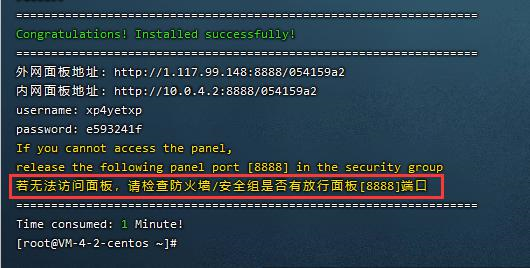 ==================================================================
Congratulations! Installed successfully!
==================================================================
外网面板地址: http://1.117.99.148:8888/054159a2
内网面板地址: http://10.0.4.2:8888/054159a2
username: xp4yetxp
password: e593241f
If you cannot access the panel,
release the following panel port [8888] in the security group
若无法访问面板，请检查防火墙/安全组是否有放行面板[8888]端口
==================================================================
Time consumed: 1 Minute!
[root@VM-4-2-centos ~]#